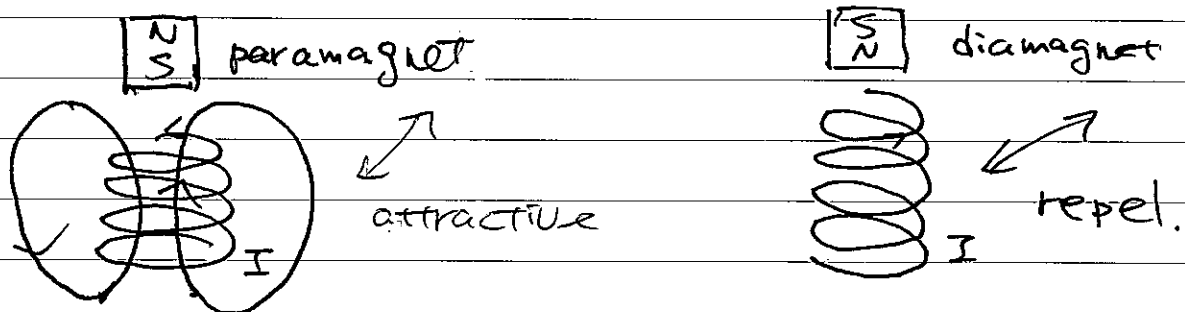 N
S
paramagnet
attractive
I
S
N
diamagnet
repel.
I